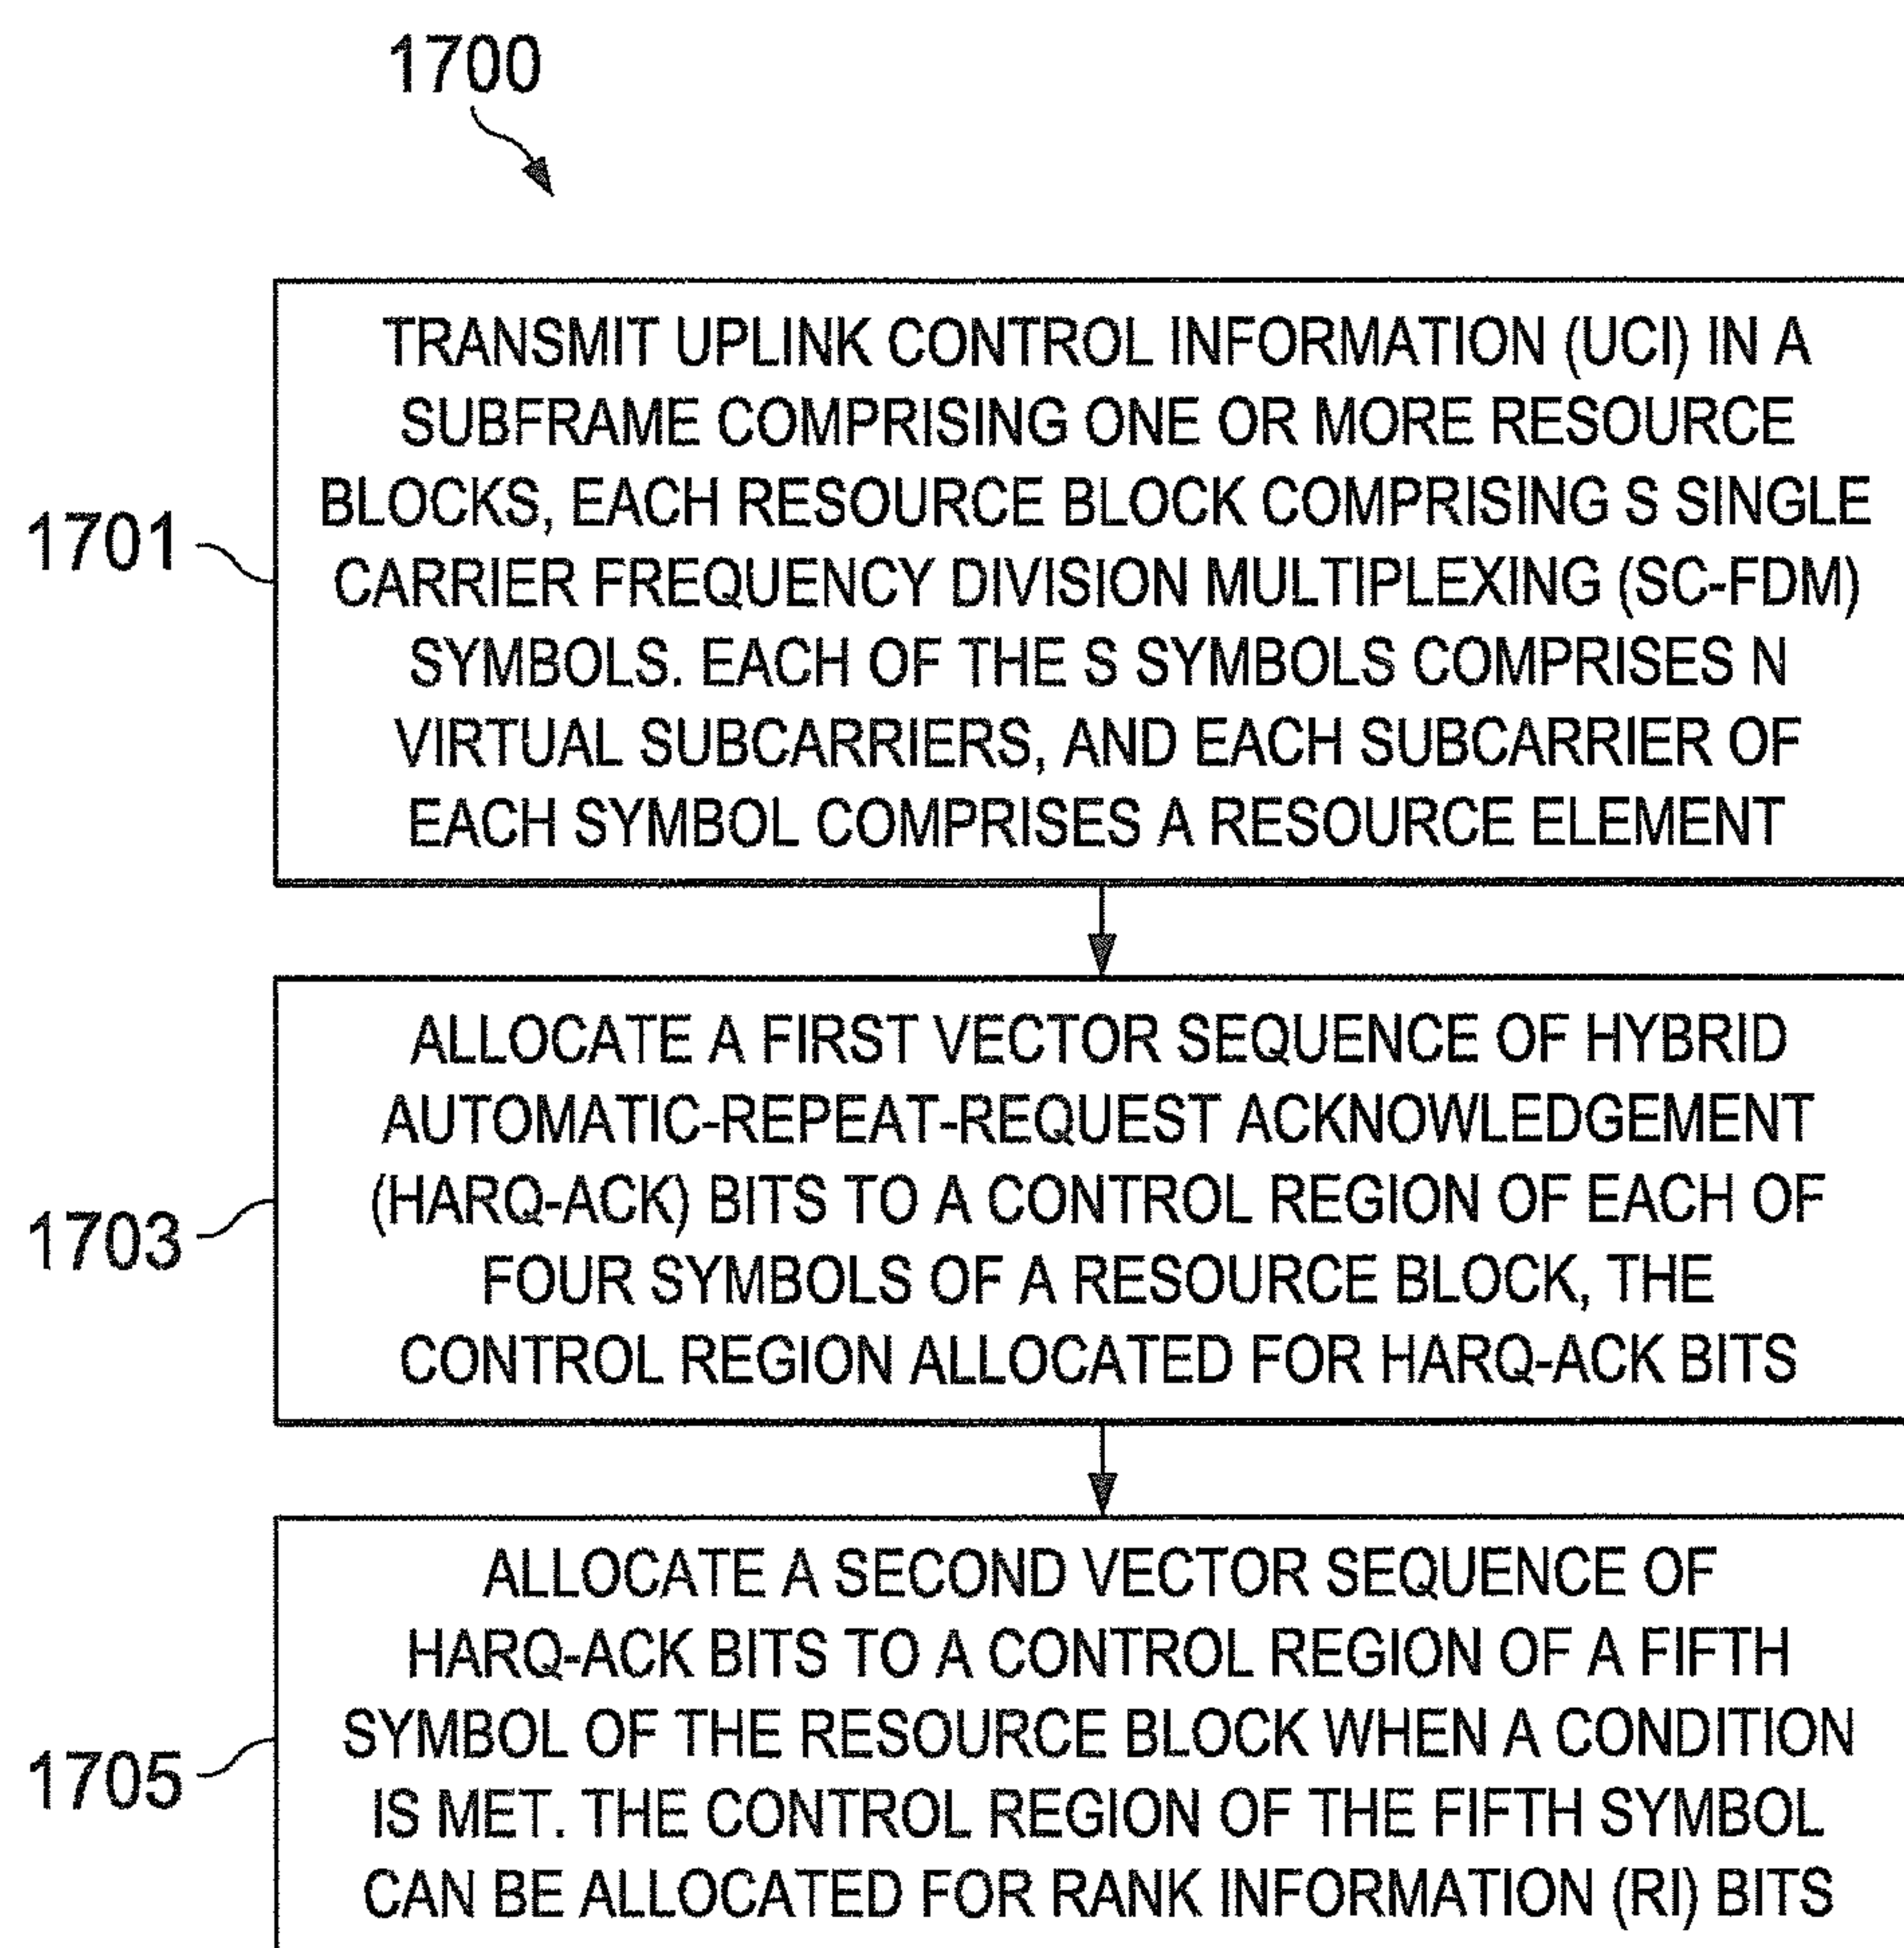 1700
TRANSMIT UPLINK CONTROL INFORMATION (UCI) IN A
SUBFRAME COMPRISING ONE OR MORE RESOURCE
BLOCKS, EACH RESOURCE BLOCK COMPRISING S SINGLE
CARRIER FREQUENCY DIVISION MULTIPLEXING (SC-FDM)
SYMBOLS. EACH OF THE S SYMBOLS COMPRISES N
VIRTUAL SUBCARRIERS, AND EACH SUBCARRIER OF
EACH SYMBOL COMPRISES A RESOURCE ELEMENT
1701
ALLOCATE A FIRST VECTOR SEQUENCE OF HYBRID
AUTOMATIC-REPEAT-REQUEST ACKNOWLEDGEMENT
(HARQ-ACK) BITS TO A CONTROL REGION OF EACH OF
FOUR SYMBOLS OF A RESOURCE BLOCK, THE
CONTROL REGION ALLOCATED FOR HARQ-ACK BITS
1703
ALLOCATE A SECOND VECTOR SEQUENCE OF
HARQ-ACK BITS TO A CONTROL REGION OF A FIFTH
SYMBOL OF THE RESOURCE BLOCK WHEN A CONDITION
IS MET. THE CONTROL REGION OF THE FIFTH SYMBOL
CAN BE ALLOCATED FOR RANK INFORMATION (RI) BITS
1705